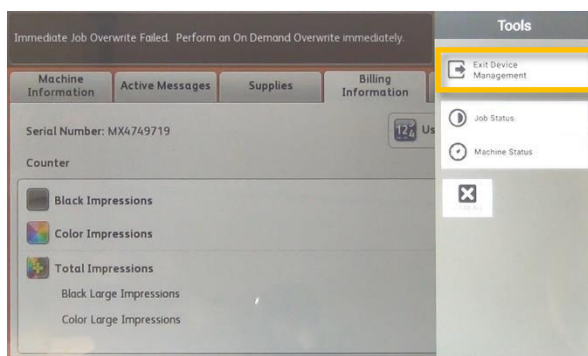 Immediate Job Overwrite Failed. Perform an On Demand Overwrite immediately.
Tools
Exit Device
Management
Job Status
Machine Status
Machine
Information
Active Messages
Supplies
Billing
Information
Serial Number: MX4749719
Us
Counter
Black Impressions
Color Impressions
Total Impressions
Black Large Impressions
Color Large Impressions